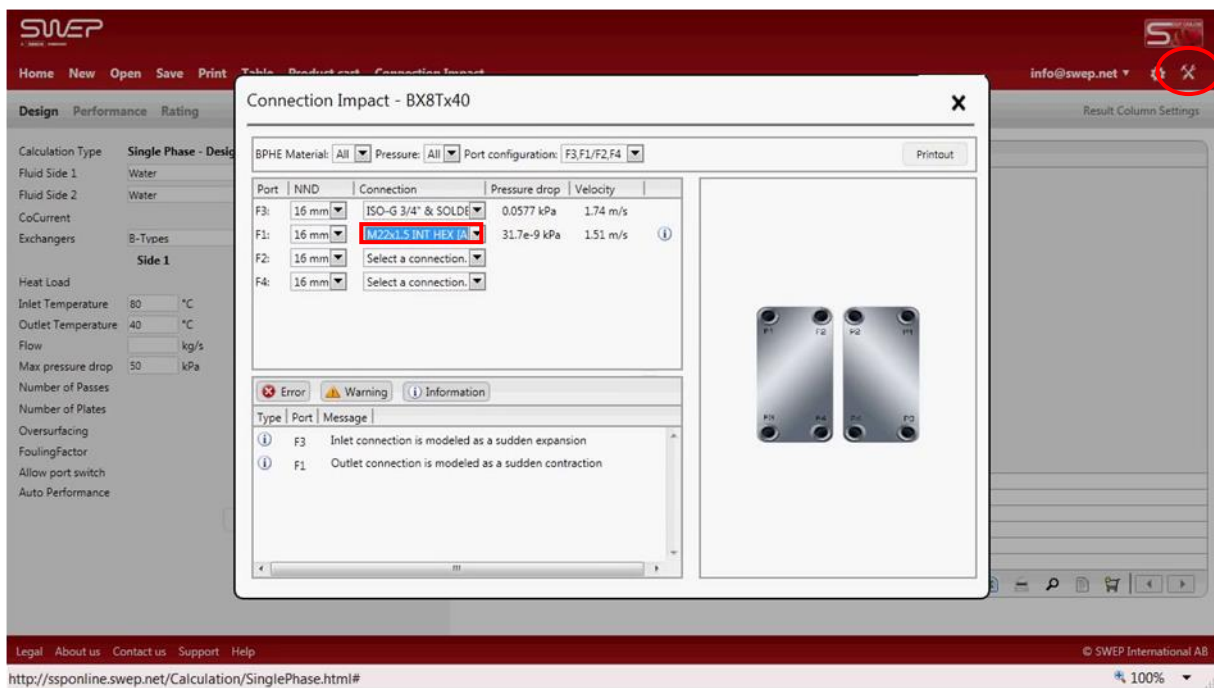 SWEP
Home New Open Save Print Table Product cart Connection Impact info@swep.net
Design Performance Rating Result Column Settings
Connection Impact - BX8Tx40 X
BPHE Material: All Pressure: All Port configuration: F3,F1/F2,F4 Printout
Calculation Type Single Phase - Desig
Fluid Side 1 Water
Fluid Side 2 Water
CoCurrent
Exchangers B-Types
Side 1
Heat Load
Inlet Temperature 80 °C
Outlet Temperature 40 °C
Flow kg/s
Max pressure drop 50 kPa
Number of Passes
Number of Plates
Oversurfacing
FoulingFactor
Allow port switch
Auto Performance
Port NND Connection Pressure drop Velocity
F3: 16 mm ISO-G 3/4" & SOLDE 0.0577 kPa 1.74 m/s
F1: 16 mm M22x1.5 INT HEX [A 31.7e-9 kPa 1.51 m/s
F2: 16 mm Select a connection.
F4: 16 mm Select a connection.
Error Warning Information
Type Port Message
F3 Inlet connection is modeled as a sudden expansion
F1 Outlet connection is modeled as a sudden contraction
Legal About us Contact us Support Help © SWEP International AB
http://ssponline.swep.net/Calculation/SinglePhase.html# 100%